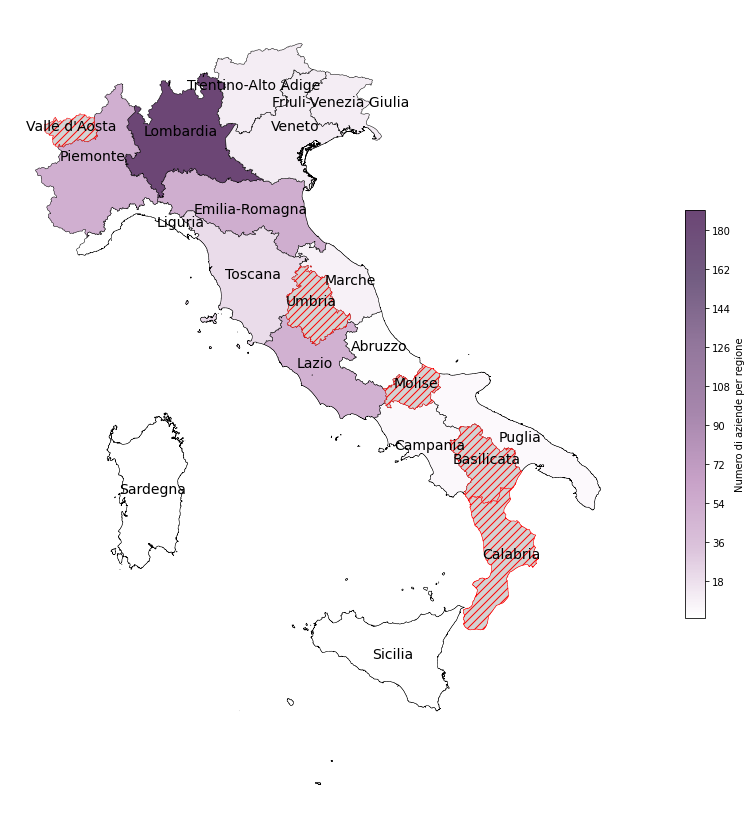 Trentino-Alto Adige
Friuli-Venezia Giulia
Valle d'Aosta
Lombardia
Veneto
Piemonte
Emilia-Romagna
Liguria
Toscana
Marche
Umbria
Abruzzo
Lazio
Molise
Puglia
Campania
Basilicata
Sardegna
Calabria
Sicilia
180
162
144
126
108
90
72
54
36
18
Numero di aziende per regione